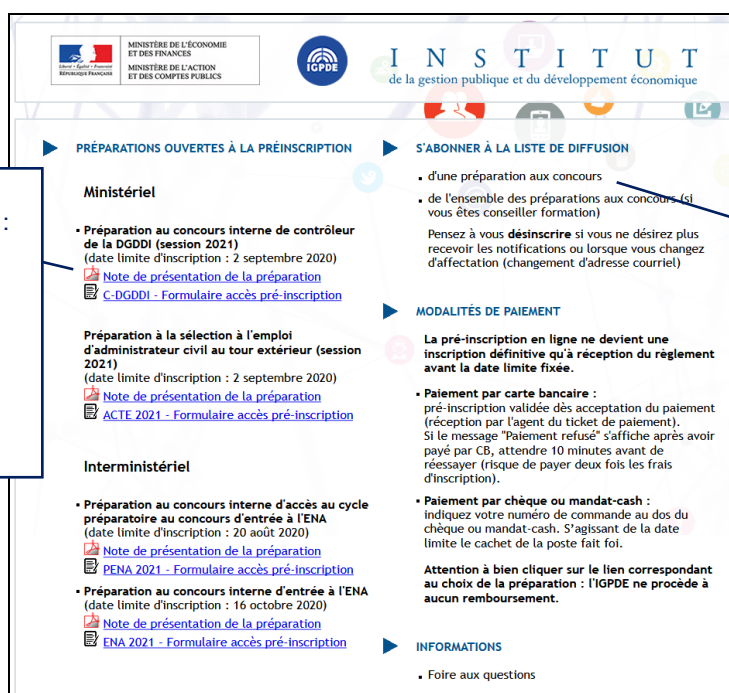 MINISTÈRE DE L'ÉCONOMIE
ET DES FINANCES
MINISTÈRE DE L'ACTION
ET DES COMPTES PUBLICS
Liberté • Égalité • Fraternité
RÉPUBLIQUE FRANÇAISE
IGPDE
INSTITUT
de la gestion publique et du développement économique
PRÉPARATIONS OUVERTES À LA PRÉINSCRIPTION
:
Ministériel
▪ Préparation au concours interne de contrôleur
de la DGDDI (session 2021)
(date limite d'inscription : 2 septembre 2020)
Note de présentation de la préparation
C-DGDDI - Formulaire accès pré-inscription
Préparation à la sélection à l'emploi
d'administrateur civil au tour extérieur (session
2021)
(date limite d'inscription : 2 septembre 2020)
Note de présentation de la préparation
ACTE 2021 - Formulaire accès pré-inscription
Interministériel
▪ Préparation au concours interne d'accès au cycle
préparatoire au concours d'entrée à l'ENA
(date limite d'inscription : 20 août 2020)
Note de présentation de la préparation
PENA 2021 - Formulaire accès pré-inscription
▪ Préparation au concours interne d'entrée à l'ENA
(date limite d'inscription : 16 octobre 2020)
Note de présentation de la préparation
ENA 2021 - Formulaire accès pré-inscription
S'ABONNER À LA LISTE DE DIFFUSION
▪ d'une préparation aux concours
▪ de l'ensemble des préparations aux concours (si
vous êtes conseiller formation)
Pensez à vous désinscrire si vous ne désirez plus
recevoir les notifications ou lorsque vous changez
d'affectation (changement d'adresse courriel)
MODALITÉS DE PAIEMENT
La pré-inscription en ligne ne devient une
inscription définitive qu'à réception du règlement
avant la date limite fixée.
▪ Paiement par carte bancaire :
pré-inscription validée dès acceptation du paiement
(réception par l'agent du ticket de paiement).
Si le message "Paiement refusé" s'affiche après avoir
payé par CB, attendre 10 minutes avant de
réessayer (risque de payer deux fois les frais
d'inscription).
▪ Paiement par chèque ou mandat-cash :
indiquez votre numéro de commande au dos du
chèque ou mandat-cash. S’agissant de la date
limite le cachet de la poste fait foi.
Attention à bien cliquer sur le lien correspondant
au choix de la préparation : l'IGPDE ne procède à
aucun remboursement.
INFORMATIONS
▪ Foire aux questions